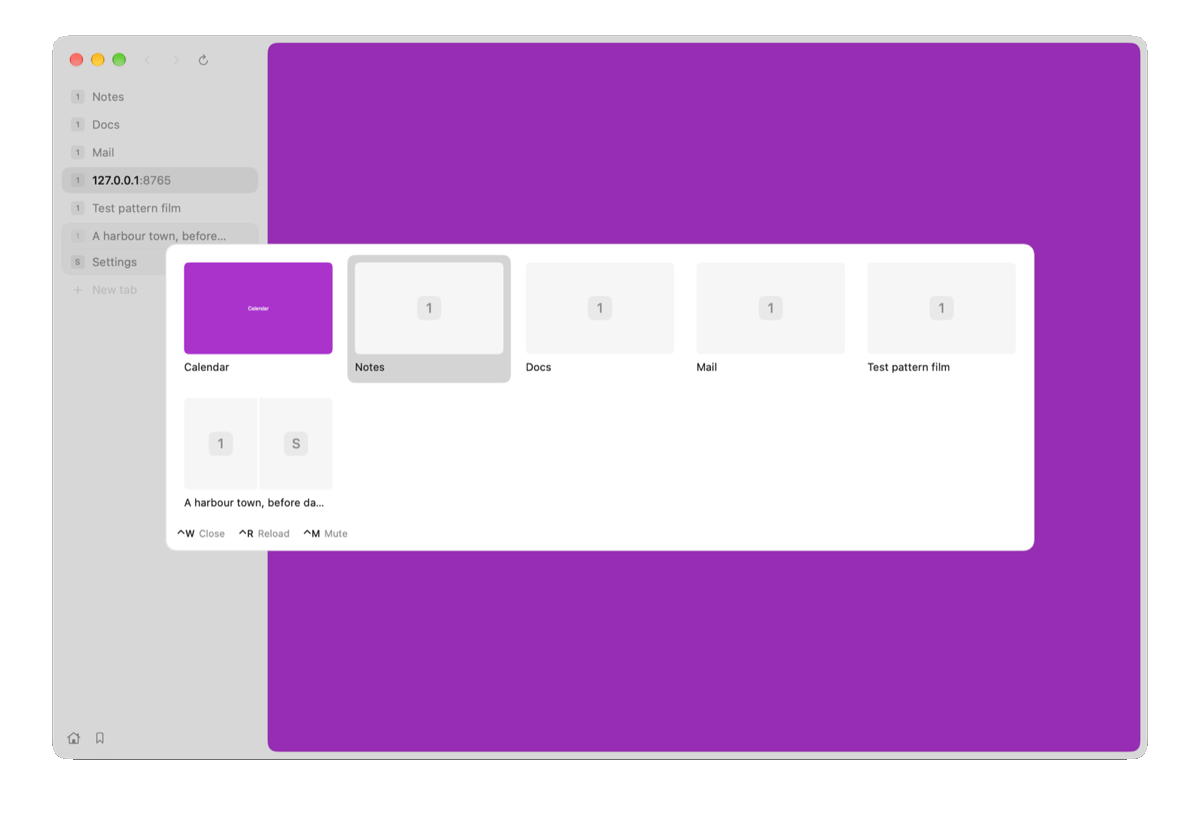 1 Notes
1 Docs
1 Mail
1 127.0.0.1:8765
1 Test pattern film
1 A harbour town, before...
S Settings
+ New tab
Calendar
1
1
1
1
Calendar
Notes
Docs
Mail
Test pattern film
1
S
A harbour town, before da...
^W Close ^R Reload ^M Mute